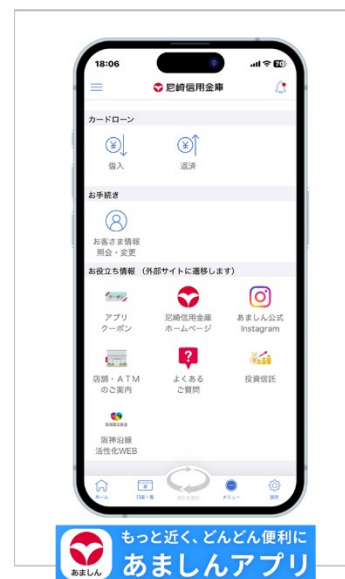 18:06
70
尼崎信用金庫
カードローン
借入
返済
お手続き
お客さま情報
照会・変更
お役立ち情報 (外部サイトに遷移します)
アプリ
クーポン
尼崎信用金庫
ホームページ
あましん公式
Instagram
店舗・ATM
のご案内
よくある
ご質問
投資信託
阪神沿線
活性化WEB
ホーム
口座一覧
メニュー
設定
もっと近く、どんどん便利に
あましん
あましんアプリ